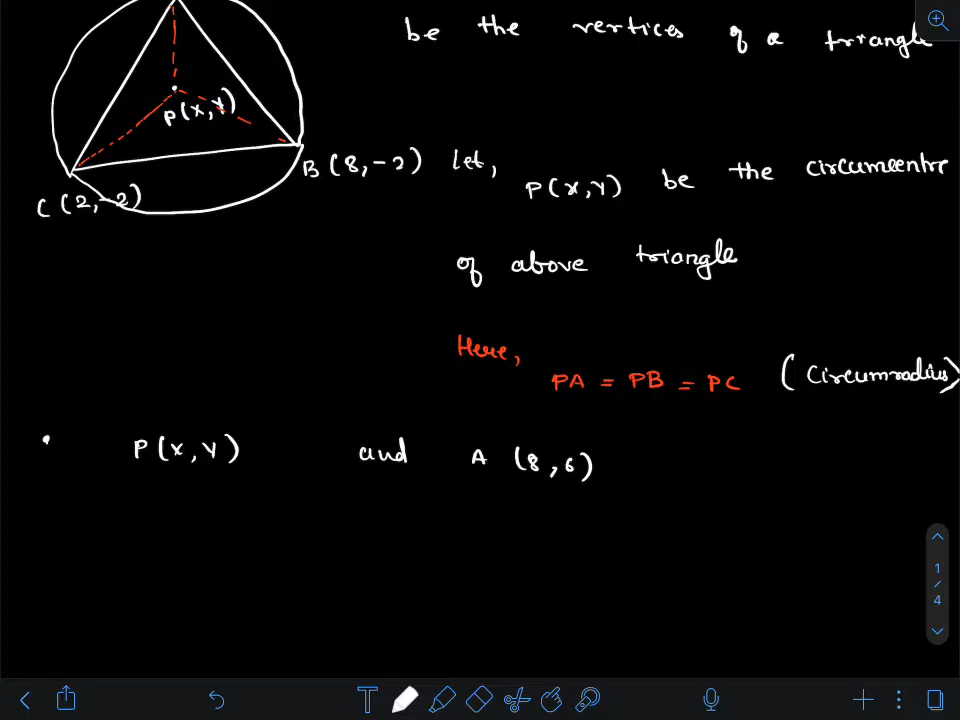 be the vertices of a triangle
P(x,y)
B (8,-2) Let,
P(x,y) be the circumcentre
C (2,-2)
of above triangle
Here,
PA = PB = PC (Circumradius)
P(x,y) and A (8,6)
T
1
/
4